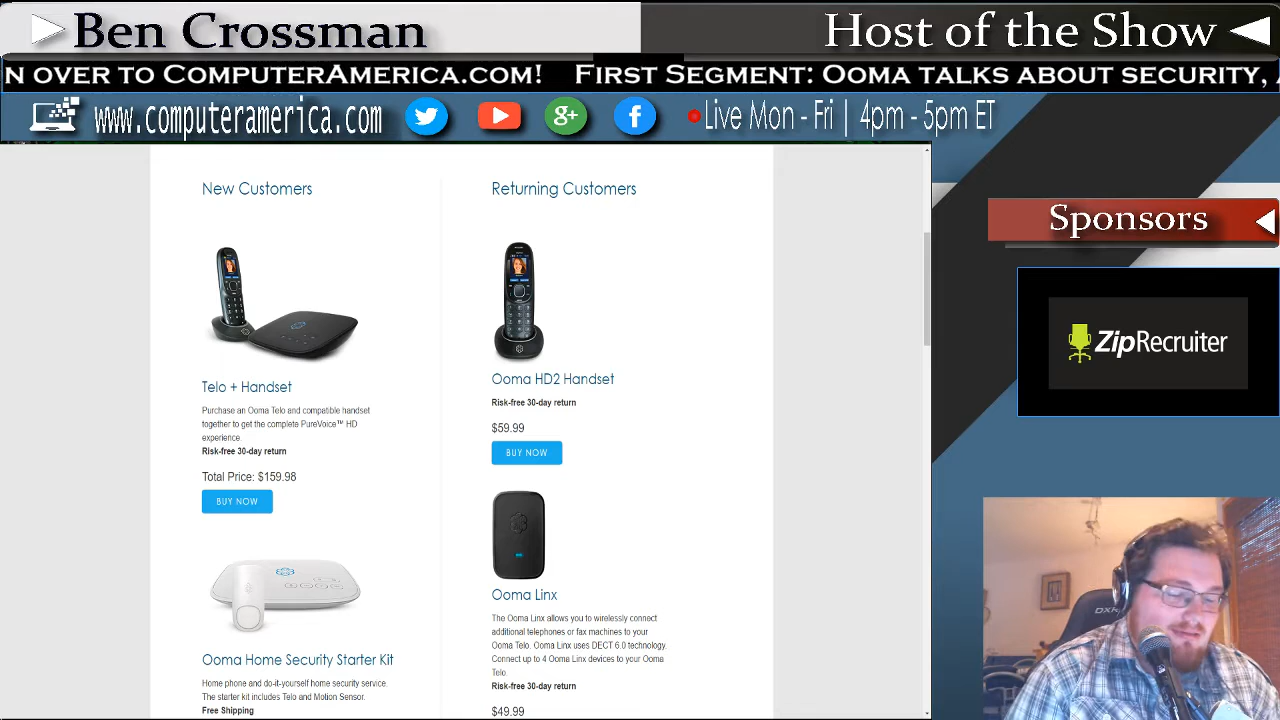 Ben Crossman
Host of the Show
N OVER TO COMPUTERAMERICA.COM! FIRST SEGMENT: OOMA TALKS ABOUT SECURITY, A
www.computeramerica.com
Live Mon - Fri | 4pm - 5pm ET
New Customers
Telo + Handset
Purchase an Ooma Telo and compatible handset
together to get the complete PureVoice™ HD
experience.
Risk-free 30-day return
Total Price: $159.98
BUY NOW
Ooma Home Security Starter Kit
Home phone and do-it-yourself home security service.
The starter kit includes Telo and Motion Sensor.
Free Shipping
Returning Customers
Ooma HD2 Handset
Risk-free 30-day return
$59.99
BUY NOW
Ooma Linx
The Ooma Linx allows you to wirelessly connect
additional telephones or fax machines to your
Ooma Telo. Ooma Linx uses DECT 6.0 technology.
Connect up to 4 Ooma Linx devices to your Ooma
Telo.
Risk-free 30-day return
$49.99
Sponsors
ZipRecruiter
DXR